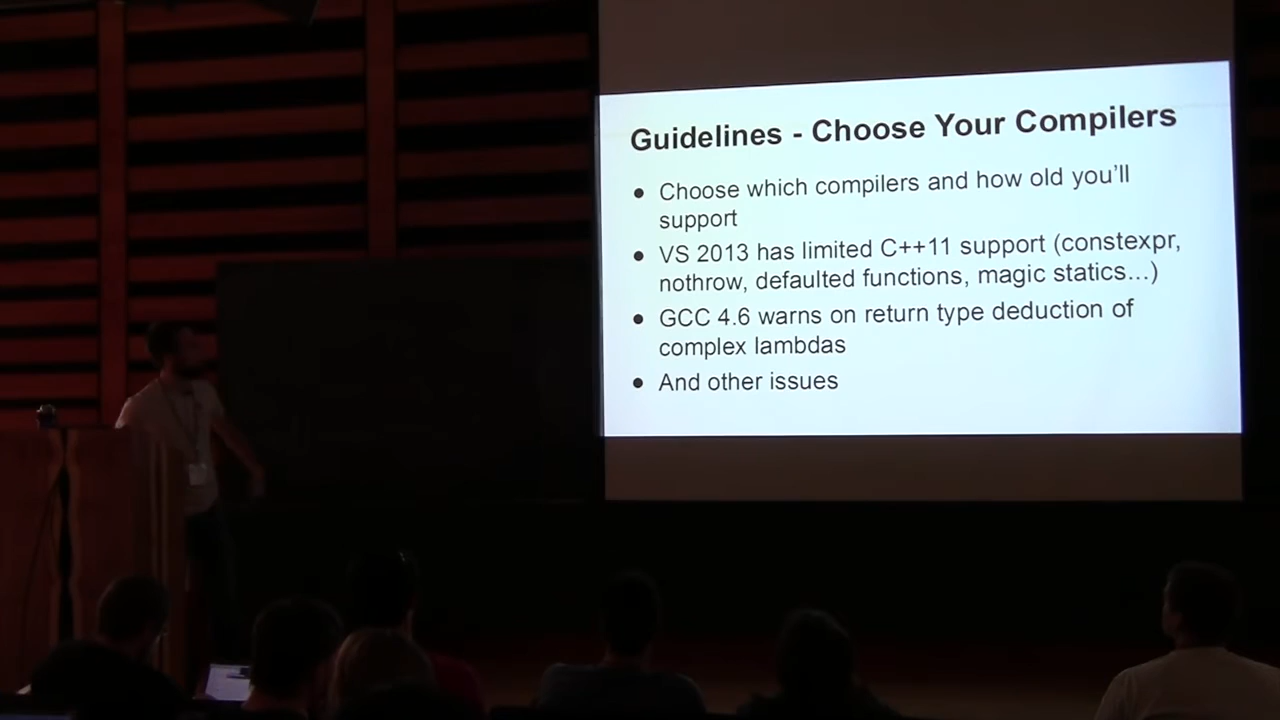 Guidelines - Choose Your Compilers
● Choose which compilers and how old you'll
support
● VS 2013 has limited C++11 support (constexpr,
nothrow, defaulted functions, magic statics...)
● GCC 4.6 warns on return type deduction of
complex lambdas
● And other issues